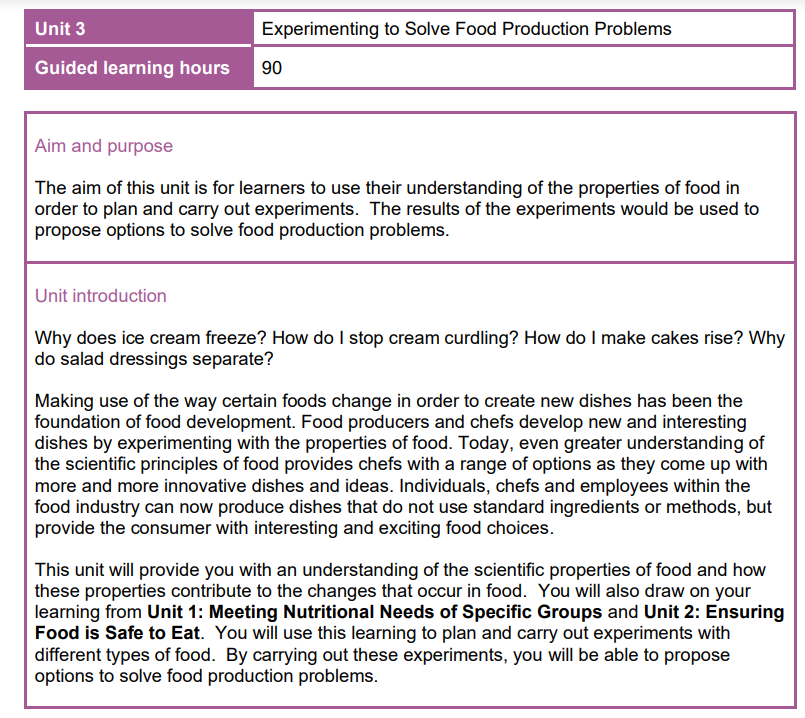 Unit 3
Experimenting to Solve Food Production Problems
Guided learning hours
90
Aim and purpose
The aim of this unit is for learners to use their understanding of the properties of food in
order to plan and carry out experiments.  The results of the experiments would be used to
propose options to solve food production problems.
Unit introduction
Why does ice cream freeze? How do I stop cream curdling? How do I make cakes rise? Why
do salad dressings separate?
Making use of the way certain foods change in order to create new dishes has been the
foundation of food development. Food producers and chefs develop new and interesting
dishes by experimenting with the properties of food. Today, even greater understanding of
the scientific principles of food provides chefs with a range of options as they come up with
more and more innovative dishes and ideas. Individuals, chefs and employees within the
food industry can now produce dishes that do not use standard ingredients or methods, but
provide the consumer with interesting and exciting food choices.
This unit will provide you with an understanding of the scientific properties of food and how
these properties contribute to the changes that occur in food.  You will also draw on your
learning from Unit 1: Meeting Nutritional Needs of Specific Groups and Unit 2: Ensuring
Food is Safe to Eat.  You will use this learning to plan and carry out experiments with
different types of food.  By carrying out these experiments, you will be able to propose
options to solve food production problems.